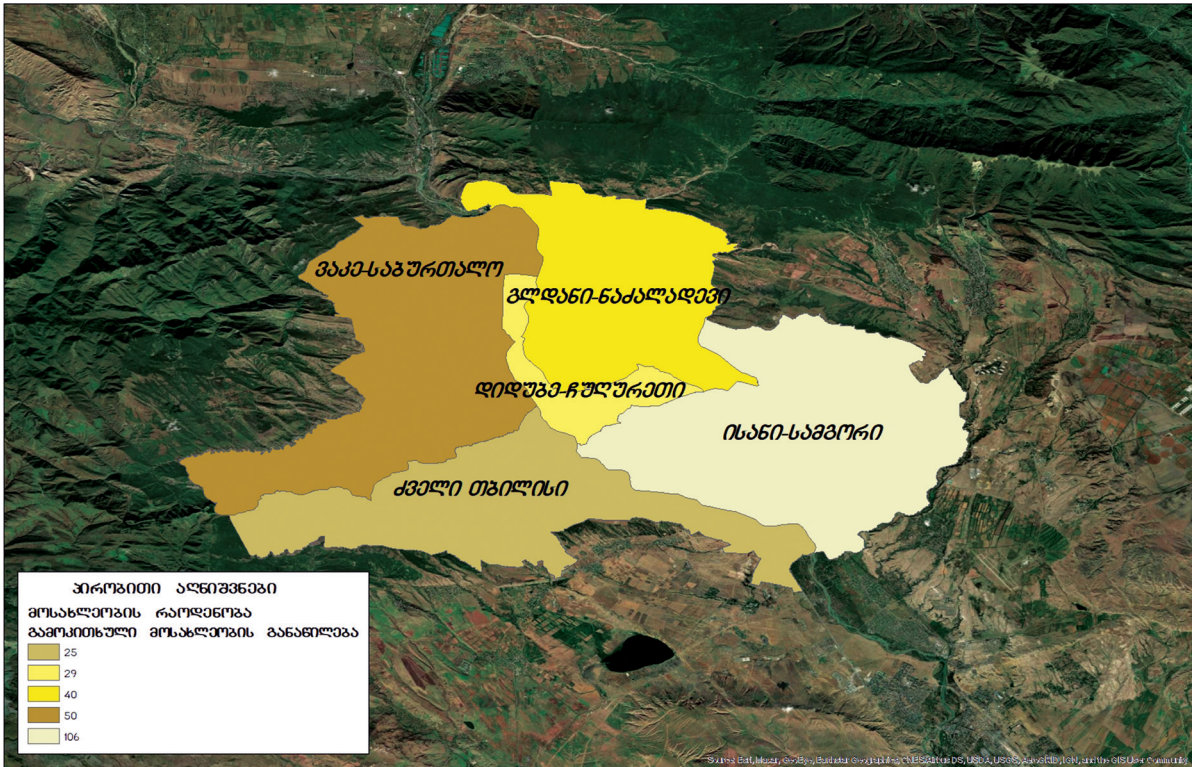 ვაკე-საბურთალო
გლდანი-ნაძალადევი
დიდუბე-ჩუღურეთი
ისანი-სამგორი
ძველი თბილისი
პირობითი აღნიშვნები
მოსახლეობის რაოდენობა
გამოკითხული მოსახლეობის განაწილება
25
29
40
50
106
Source: Esri, Maxar, GeoEye, Earthstar Geographics, CNES/Airbus DS, USDA, USGS, AeroGRID, IGN, and the GIS User Community